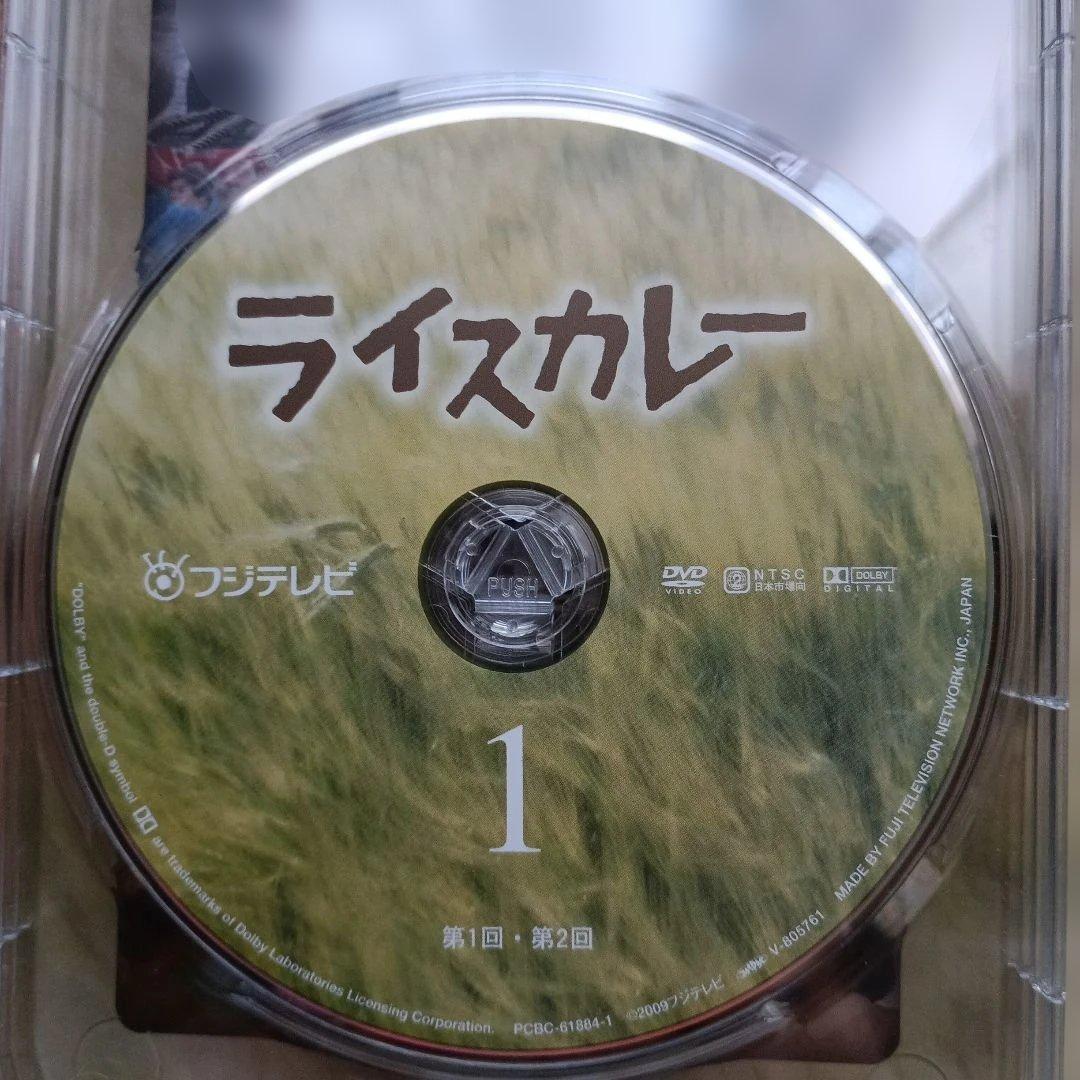 ライスカレー
フジテレビ
PUSH
DVD
VIDEO
2
NTSC
日本市場向
DOLBY
DIGITAL
1
第1回・第2回
"DOLBY" and the double-D symbol are trademarks of Dolby Laboratories Licensing Corporation.
PCBC-61884-1
©2009フジテレビ
V-805761
MADE BY FUJI TELEVISION NETWORK INC., JAPAN